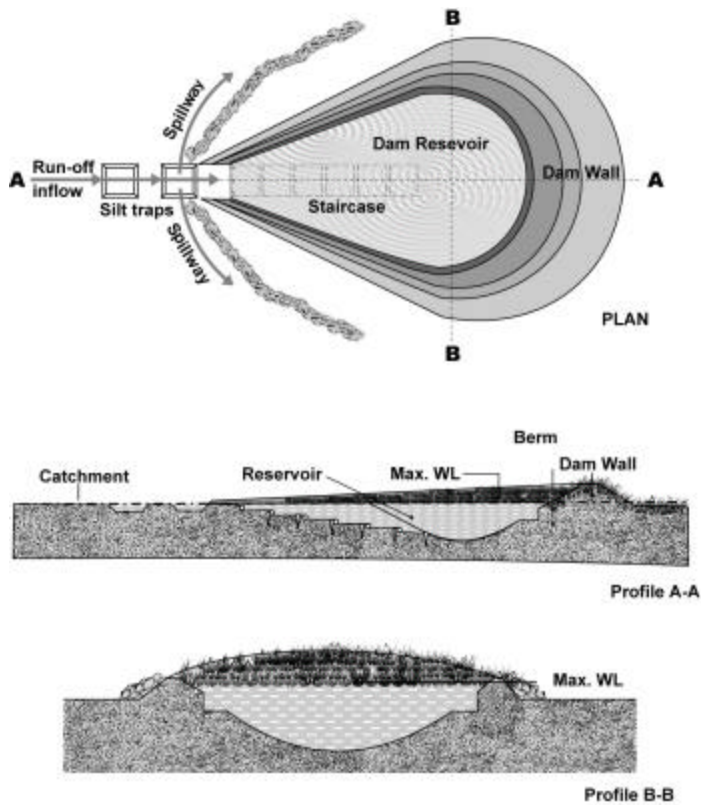 B
Spillway
Dam Resevoir
A
Run-off
inflow
Dam Wall
A
Silt traps
Staircase
Spillway
PLAN
B
Berm
Catchment
Reservoir
Max. WL
Dam Wall
Profile A-A
Max. WL
Profile B-B